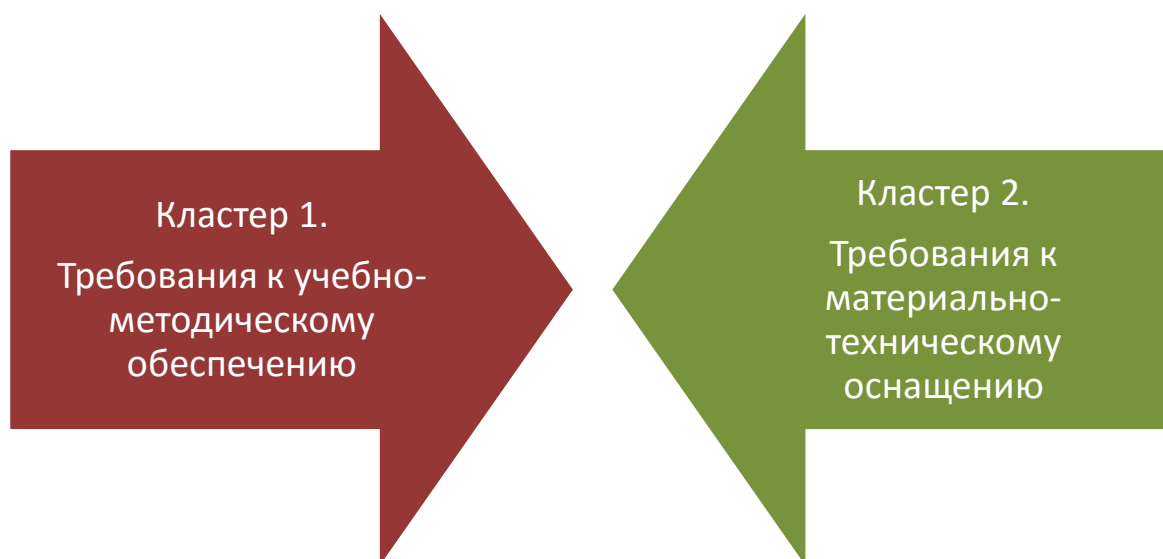 Кластер 1.
Требования к учебно-
методическому
обеспечению
Кластер 2.
Требования к
материально-
техническому
оснащению